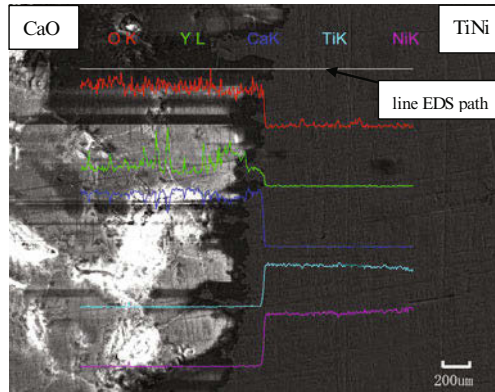 CaO
TiNi
O K Y L CaK TiK NiK
line EDS path
200um